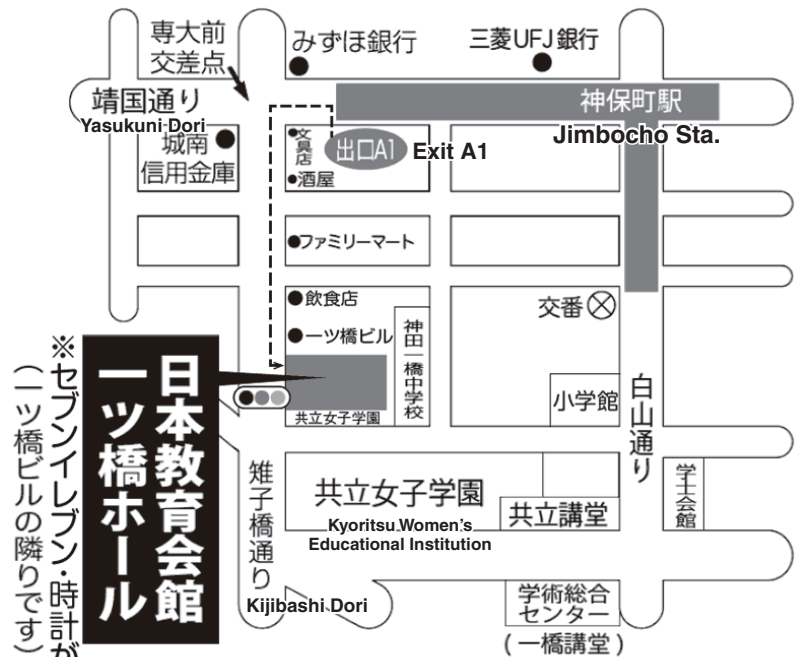 専大前
交差点
みずほ銀行
三菱UFJ銀行
靖国通り
Yasukuni Dori
神保町駅
Jimbocho Sta.
城南
信用金庫
文具店
出口A1
Exit A1
酒屋
ファミリーマート
飲食店
一ツ橋ビル
神田一橋中学校
交番
小学館
白山通り
共立女子学園
日本教育会館
一ツ橋ホール
※セブンイレブン・時計が
(一ツ橋ビルの隣りです)
雉子橋通り
Kijibashi Dori
共立女子学園
Kyoritsu Women's
Educational Institution
共立講堂
学士会館
学術総合
センター
(一橋講堂)